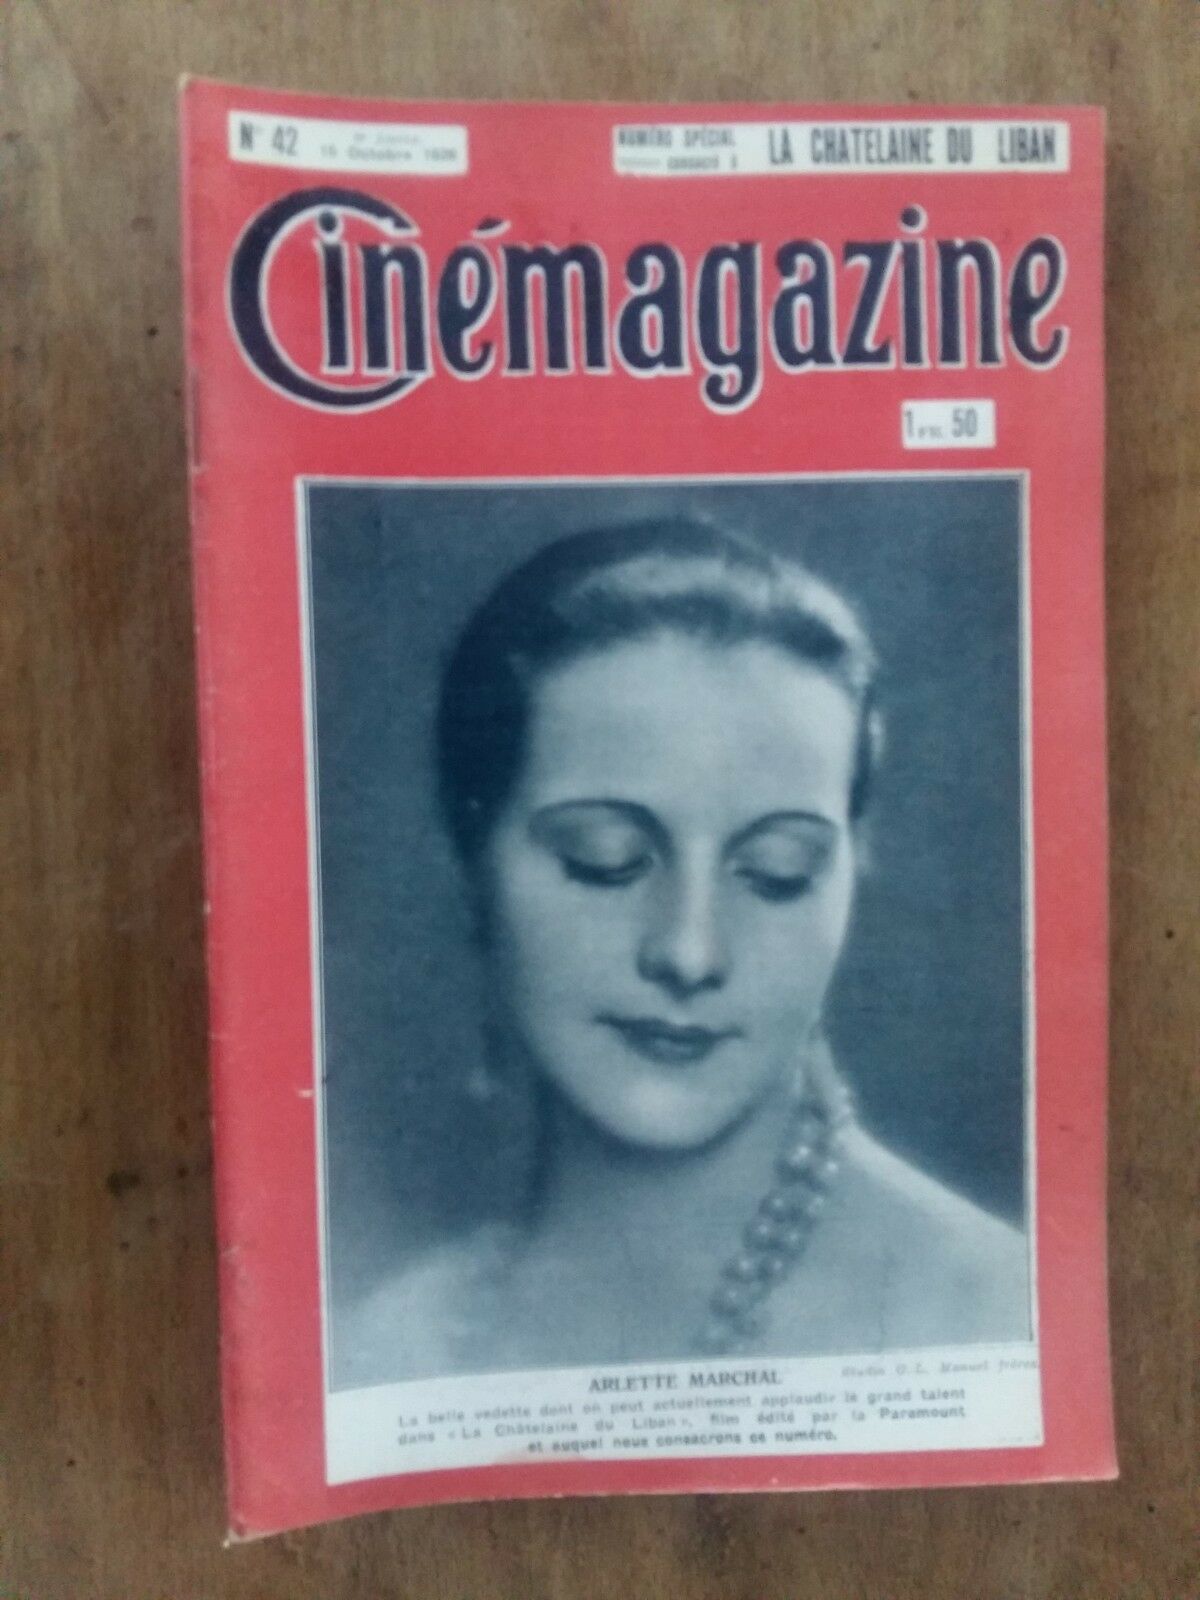 N° 42
15 Octobre 1926
NUMÉRO SPÉCIAL
CONSACRÉ À
LA CHATELAINE DU LIBAN
Cinémagazine
1 FR. 50
ARLETTE MARCHAL
Studio G.-L. Manuel frères.
La belle vedette dont on peut actuellement applaudir le grand talent
dans « La Châtelaine du Liban », film édité par la Paramount
et auquel nous consacrons ce numéro.